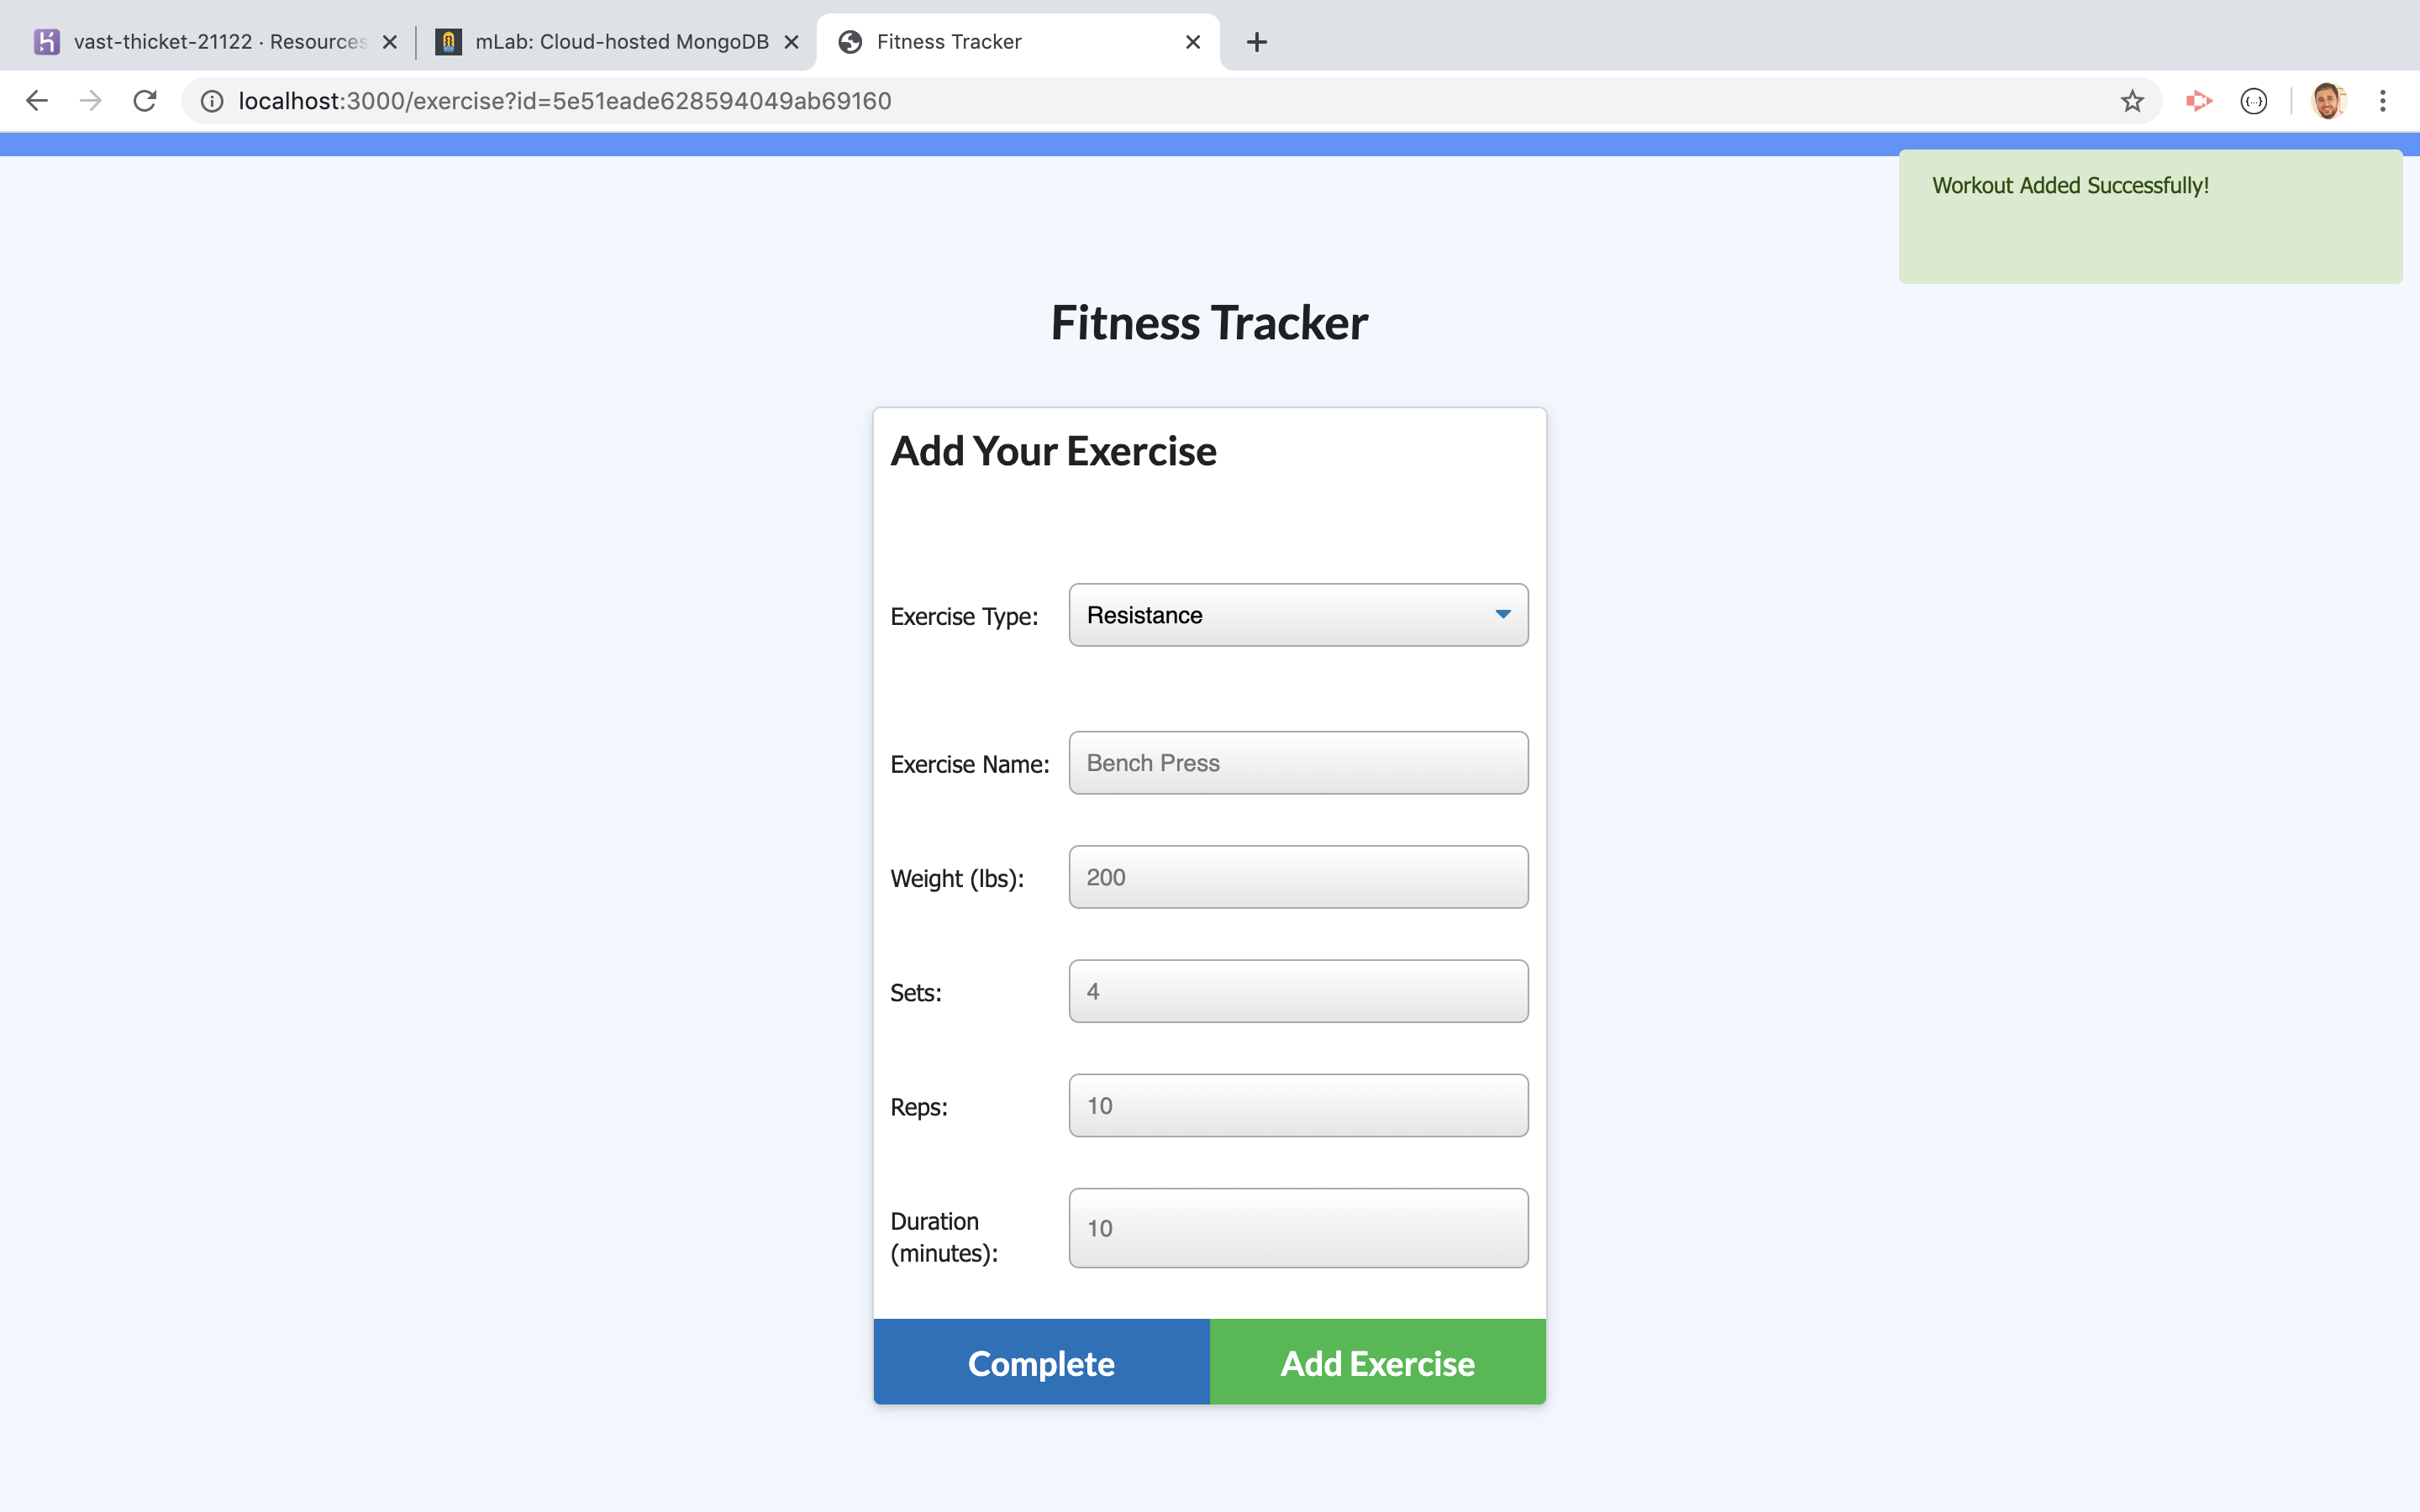 vast-thicket-21122 · Resources
mLab: Cloud-hosted MongoDB
Fitness Tracker
localhost:3000/exercise?id=5e51eade628594049ab69160
Workout Added Successfully!
Fitness Tracker
Add Your Exercise
Exercise Type: Resistance
Exercise Name: Bench Press
Weight (lbs): 200
Sets: 4
Reps: 10
Duration
(minutes): 10
Complete Add Exercise